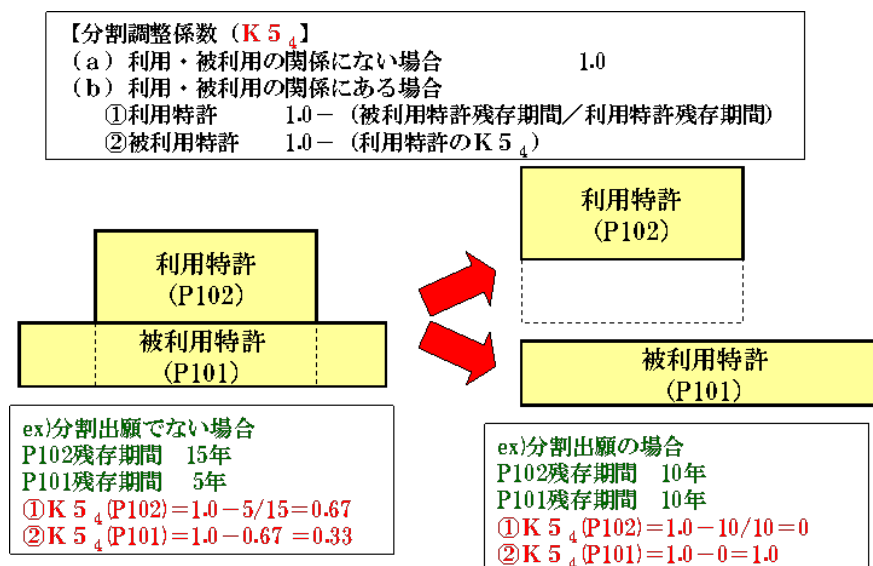 【分割調整係数（K5₄】
（a）利用・被利用の関係にない場合 1.0
（b）利用・被利用の関係にある場合
①利用特許 1.0－（被利用特許残存期間／利用特許残存期間）
②被利用特許 1.0－（利用特許のK5₄）
利用特許
(P102)
被利用特許
(P101)
利用特許
(P102)
被利用特許
(P101)
ex)分割出願でない場合
P102残存期間 15年
P101残存期間 5年
①K5₄(P102)＝1.0－5/15＝0.67
②K5₄(P101)＝1.0－0.67＝0.33
ex)分割出願の場合
P102残存期間 10年
P101残存期間 10年
①K5₄(P102)＝1.0－10/10＝0
②K5₄(P101)＝1.0－0＝1.0